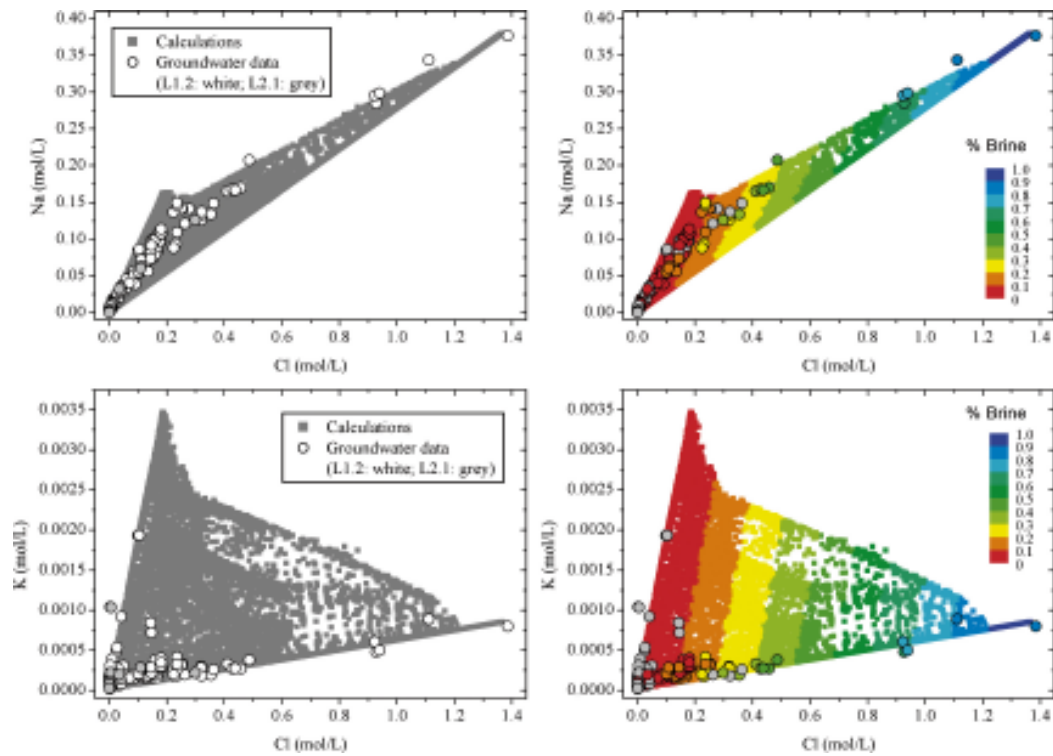 0.40
0.35
0.30
0.25
0.20
0.15
0.10
0.05
0.00
Na (mol/L)
Calculations
Groundwater data
(L1.2: white; L2.1: grey)
0.0 0.2 0.4 0.6 0.8 1.0 1.2 1.4
Cl (mol/L)
0.40
0.35
0.30
0.25
0.20
0.15
0.10
0.05
0.00
Na (mol/L)
% Brine
1.0
0.9
0.8
0.7
0.6
0.5
0.4
0.3
0.2
0.1
0
0.0 0.2 0.4 0.6 0.8 1.0 1.2 1.4
Cl (mol/L)
0.0035
0.0030
0.0025
0.0020
0.0015
0.0010
0.0005
0.0000
K (mol/L)
Calculations
Groundwater data
(L1.2: white; L2.1: grey)
0.0 0.2 0.4 0.6 0.8 1.0 1.2 1.4
Cl (mol/L)
0.0035
0.0030
0.0025
0.0020
0.0015
0.0010
0.0005
0.0000
K (mol/L)
% Brine
1.0
0.9
0.8
0.7
0.6
0.5
0.4
0.3
0.2
0.1
0
0.0 0.2 0.4 0.6 0.8 1.0 1.2 1.4
Cl (mol/L)